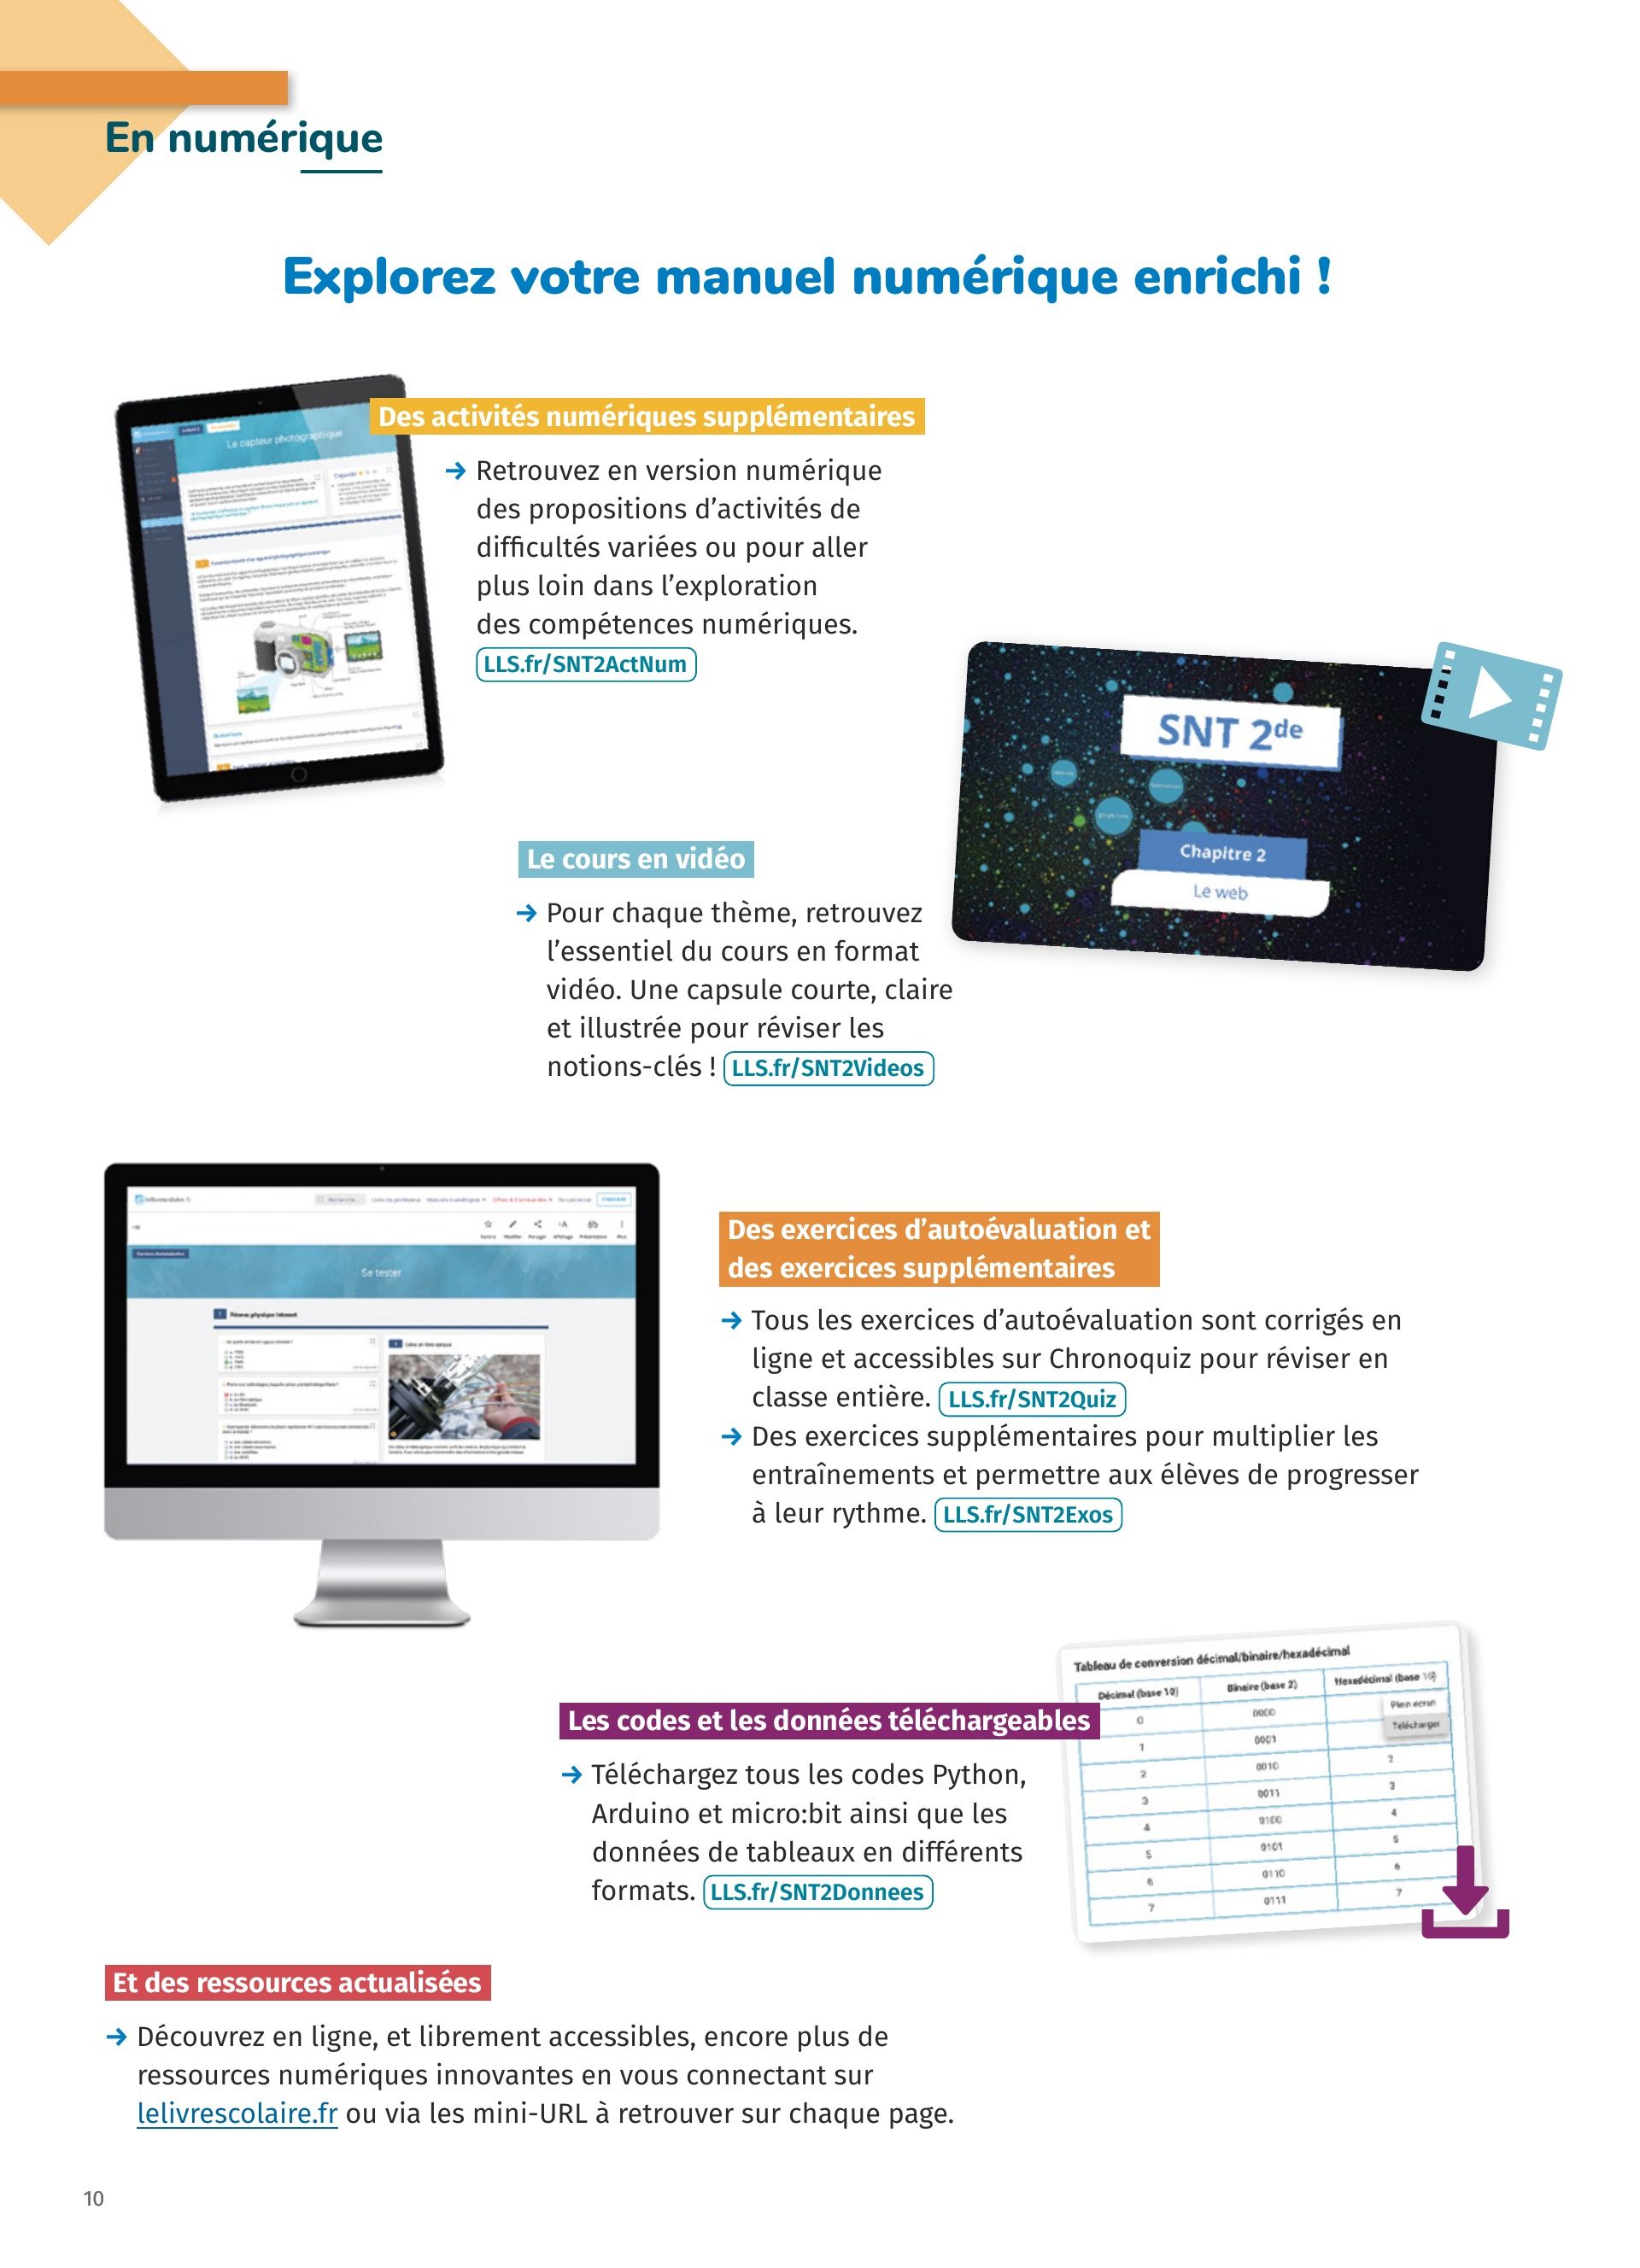 En numérique
Explorez votre manuel numérique enrichi !
Le capteur photographique
Des activités numériques supplémentaires
→ Retrouvez en version numérique
des propositions d’activités de
difficultés variées ou pour aller
plus loin dans l’exploration
des compétences numériques.
LLS.fr/SNT2ActNum
SNT 2de
Chapitre 2
Le web
Le cours en vidéo
→ Pour chaque thème, retrouvez
l’essentiel du cours en format
vidéo. Une capsule courte, claire
et illustrée pour réviser les
notions-clés ! LLS.fr/SNT2Videos
Se tester
Réseau physique Internet
Des exercices d’autoévaluation et
des exercices supplémentaires
→ Tous les exercices d’autoévaluation sont corrigés en
ligne et accessibles sur Chronoquiz pour réviser en
classe entière. LLS.fr/SNT2Quiz
→ Des exercices supplémentaires pour multiplier les
entraînements et permettre aux élèves de progresser
à leur rythme. LLS.fr/SNT2Exos
Tableau de conversion décimal/binaire/hexadécimal
Décimal (base 10) Binaire (base 2) Hexadécimal (base 16)
Plein écran
0 0000
Télécharger
1 0001
2 0010 2
3 0011 3
4 0100 4
5 0101 5
6 0110 6
7 0111 7
Les codes et les données téléchargeables
→ Téléchargez tous les codes Python,
Arduino et micro:bit ainsi que les
données de tableaux en différents
formats. LLS.fr/SNT2Donnees
Et des ressources actualisées
→ Découvrez en ligne, et librement accessibles, encore plus de
ressources numériques innovantes en vous connectant sur
lelivrescolaire.fr ou via les mini-URL à retrouver sur chaque page.
10